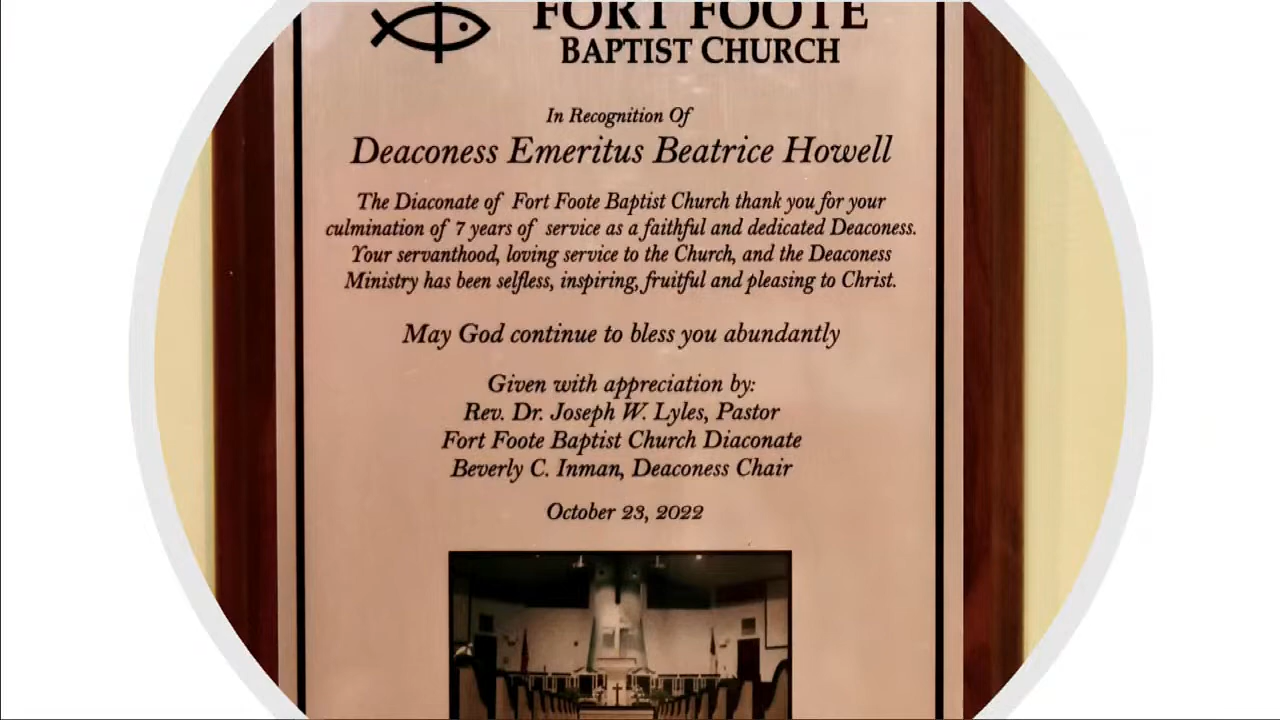 FORT FOOTE
BAPTIST CHURCH
In Recognition Of
Deaconess Emeritus Beatrice Howell
The Diaconate of Fort Foote Baptist Church thank you for your
culmination of 7 years of service as a faithful and dedicated Deaconess.
Your servanthood, loving service to the Church, and the Deaconess
Ministry has been selfless, inspiring, fruitful and pleasing to Christ.
May God continue to bless you abundantly
Given with appreciation by:
Rev. Dr. Joseph W. Lyles, Pastor
Fort Foote Baptist Church Diaconate
Beverly C. Inman, Deaconess Chair
October 23, 2022